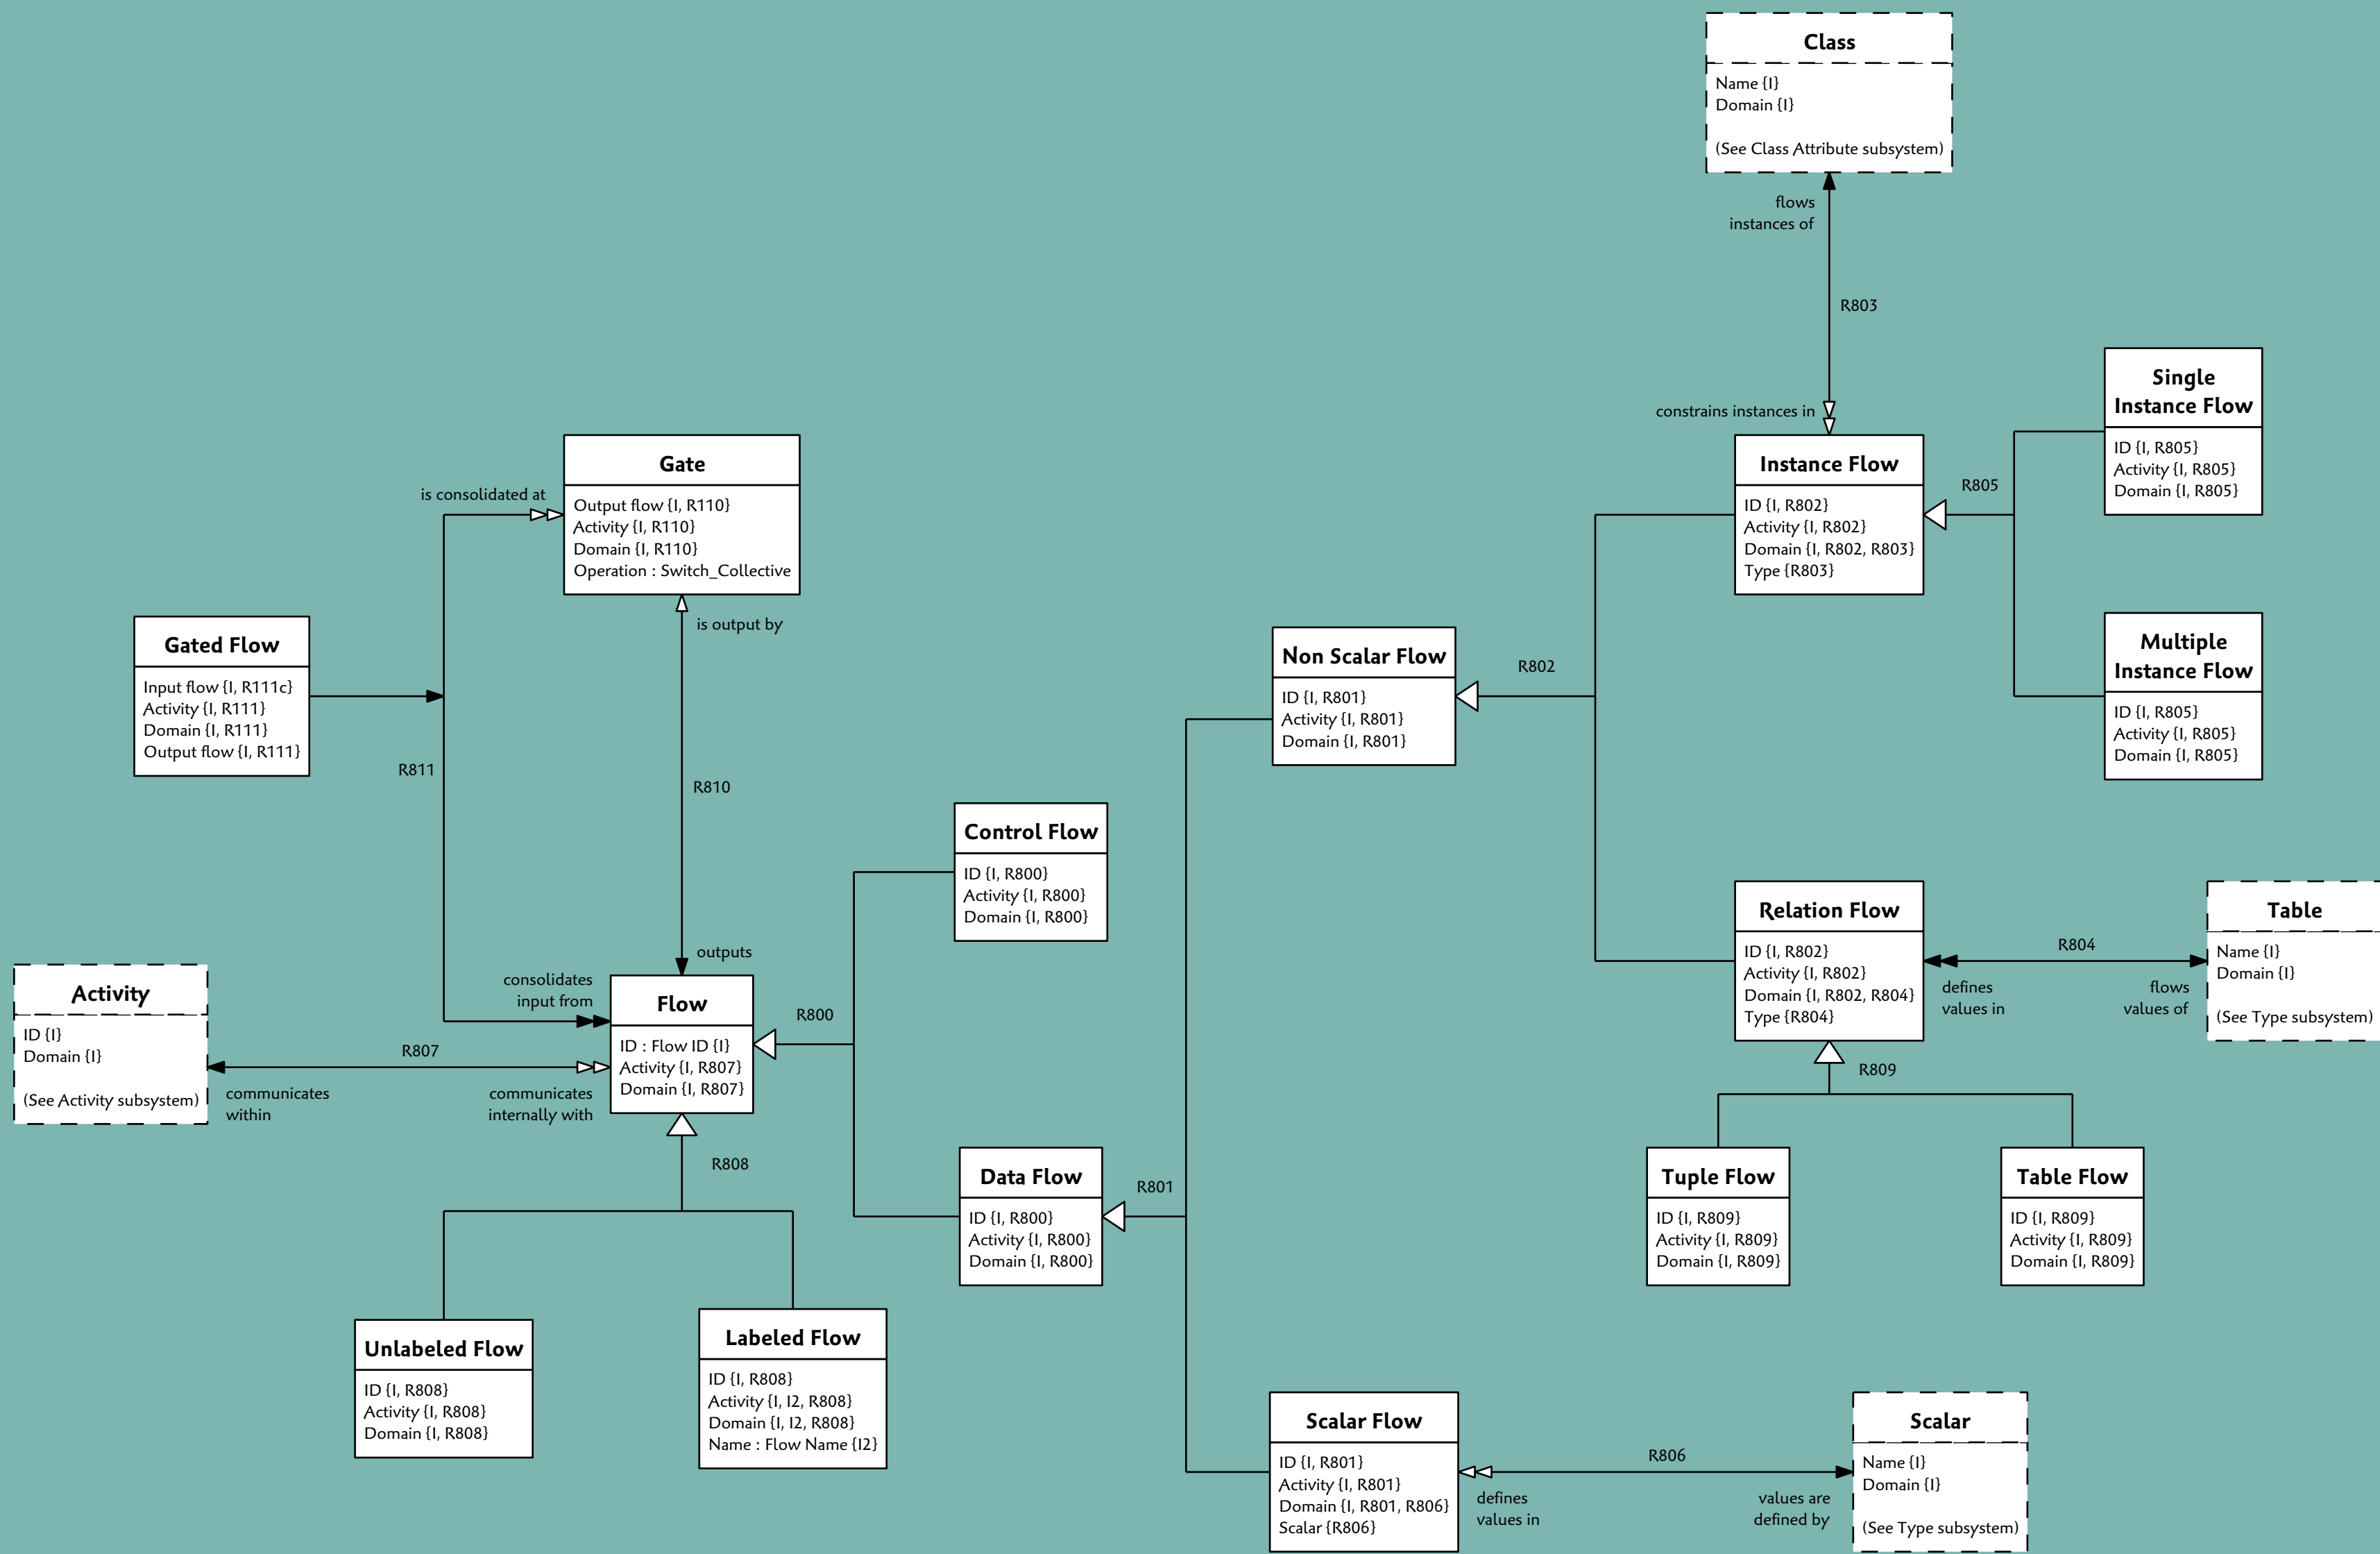 Class
Name {I}
Domain {I}
(See Class Attribute subsystem)
flows
instances of
R803
constrains instances in
Single
Instance Flow
ID {I, R805}
Activity {I, R805}
Domain {I, R805}
Instance Flow
ID {I, R802}
Activity {I, R802}
Domain {I, R802, R803}
Type {R803}
R805
Multiple
Instance Flow
ID {I, R805}
Activity {I, R805}
Domain {I, R805}
Gate
Output flow {I, R110}
Activity {I, R110}
Domain {I, R110}
Operation : Switch_Collective
is consolidated at
is output by
Gated Flow
Input flow {I, R111c}
Activity {I, R111}
Domain {I, R111}
Output flow {I, R111}
R811
R810
Non Scalar Flow
ID {I, R801}
Activity {I, R801}
Domain {I, R801}
R802
Control Flow
ID {I, R800}
Activity {I, R800}
Domain {I, R800}
outputs
consolidates
input from
Activity
ID {I}
Domain {I}
(See Activity subsystem)
R807
communicates
within
communicates
internally with
Flow
ID : Flow ID {I}
Activity {I, R807}
Domain {I, R807}
R800
R808
Relation Flow
ID {I, R802}
Activity {I, R802}
Domain {I, R802, R804}
Type {R804}
R804
defines
values in
flows
values of
Table
Name {I}
Domain {I}
(See Type subsystem)
R809
Data Flow
ID {I, R800}
Activity {I, R800}
Domain {I, R800}
R801
Tuple Flow
ID {I, R809}
Activity {I, R809}
Domain {I, R809}
Table Flow
ID {I, R809}
Activity {I, R809}
Domain {I, R809}
Unlabeled Flow
ID {I, R808}
Activity {I, R808}
Domain {I, R808}
Labeled Flow
ID {I, R808}
Activity {I, I2, R808}
Domain {I, I2, R808}
Name : Flow Name {I2}
Scalar Flow
ID {I, R801}
Activity {I, R801}
Domain {I, R801, R806}
Scalar {R806}
R806
defines
values in
values are
defined by
Scalar
Name {I}
Domain {I}
(See Type subsystem)